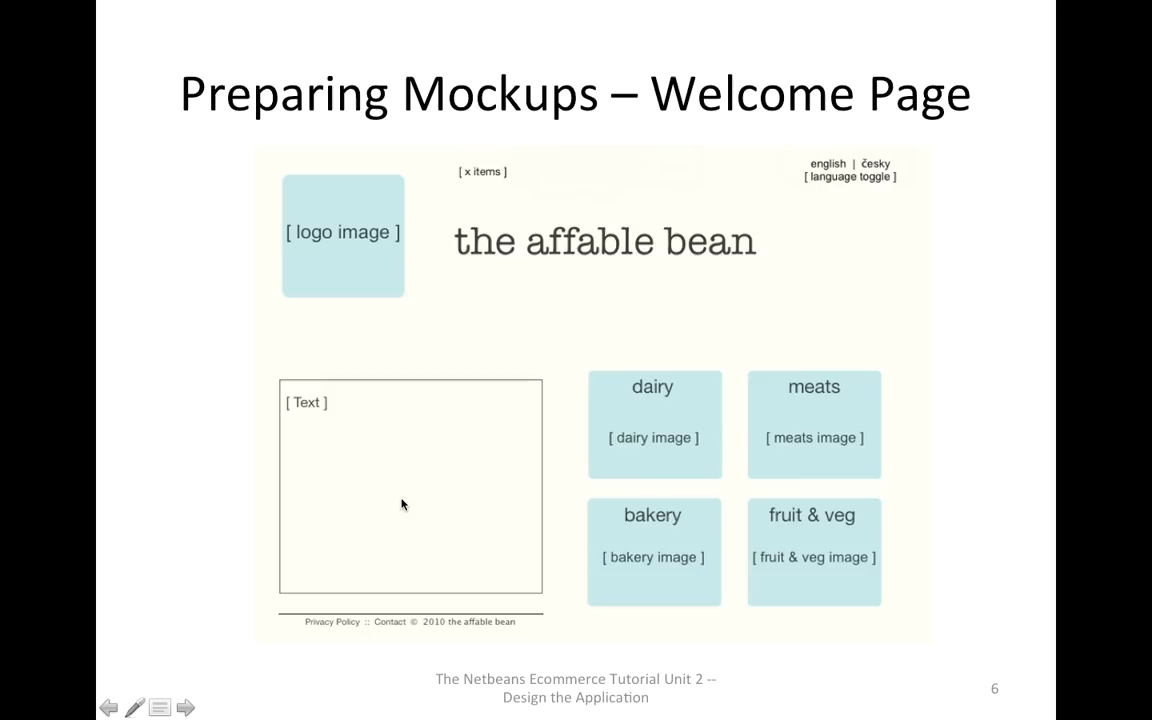 Preparing Mockups – Welcome Page
[ x items ]
english | česky
[ language toggle ]
[ logo image ]
the affable bean
[ Text ]
dairy
[ dairy image ]
meats
[ meats image ]
bakery
[ bakery image ]
fruit & veg
[ fruit & veg image ]
Privacy Policy :: Contact © 2010 the affable bean
The Netbeans Ecommerce Tutorial Unit 2 --
Design the Application
6